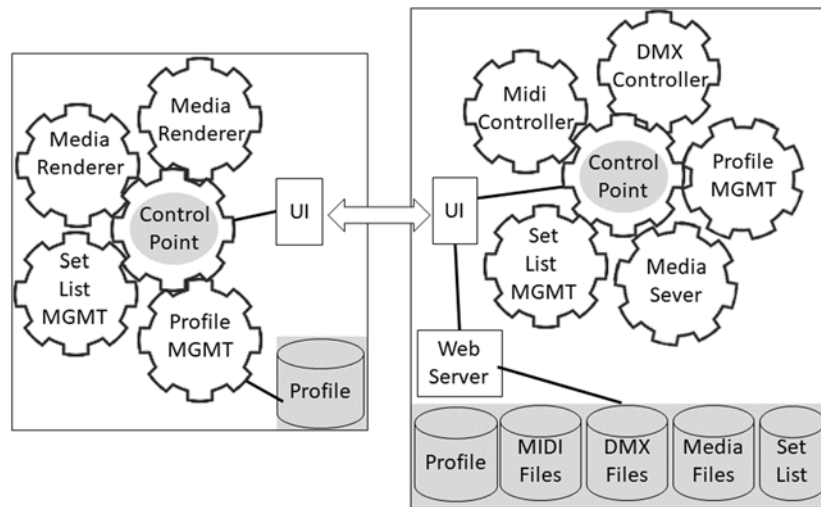 Media
Renderer
Media
Renderer
Control
Point
UI
Set
List
MGMT
Profile
MGMT
Profile
DMX
Controller
Midi
Controller
Control
Point
Profile
MGMT
UI
Set
List
MGMT
Media
Sever
Web
Server
Profile
MIDI
Files
DMX
Files
Media
Files
Set
List